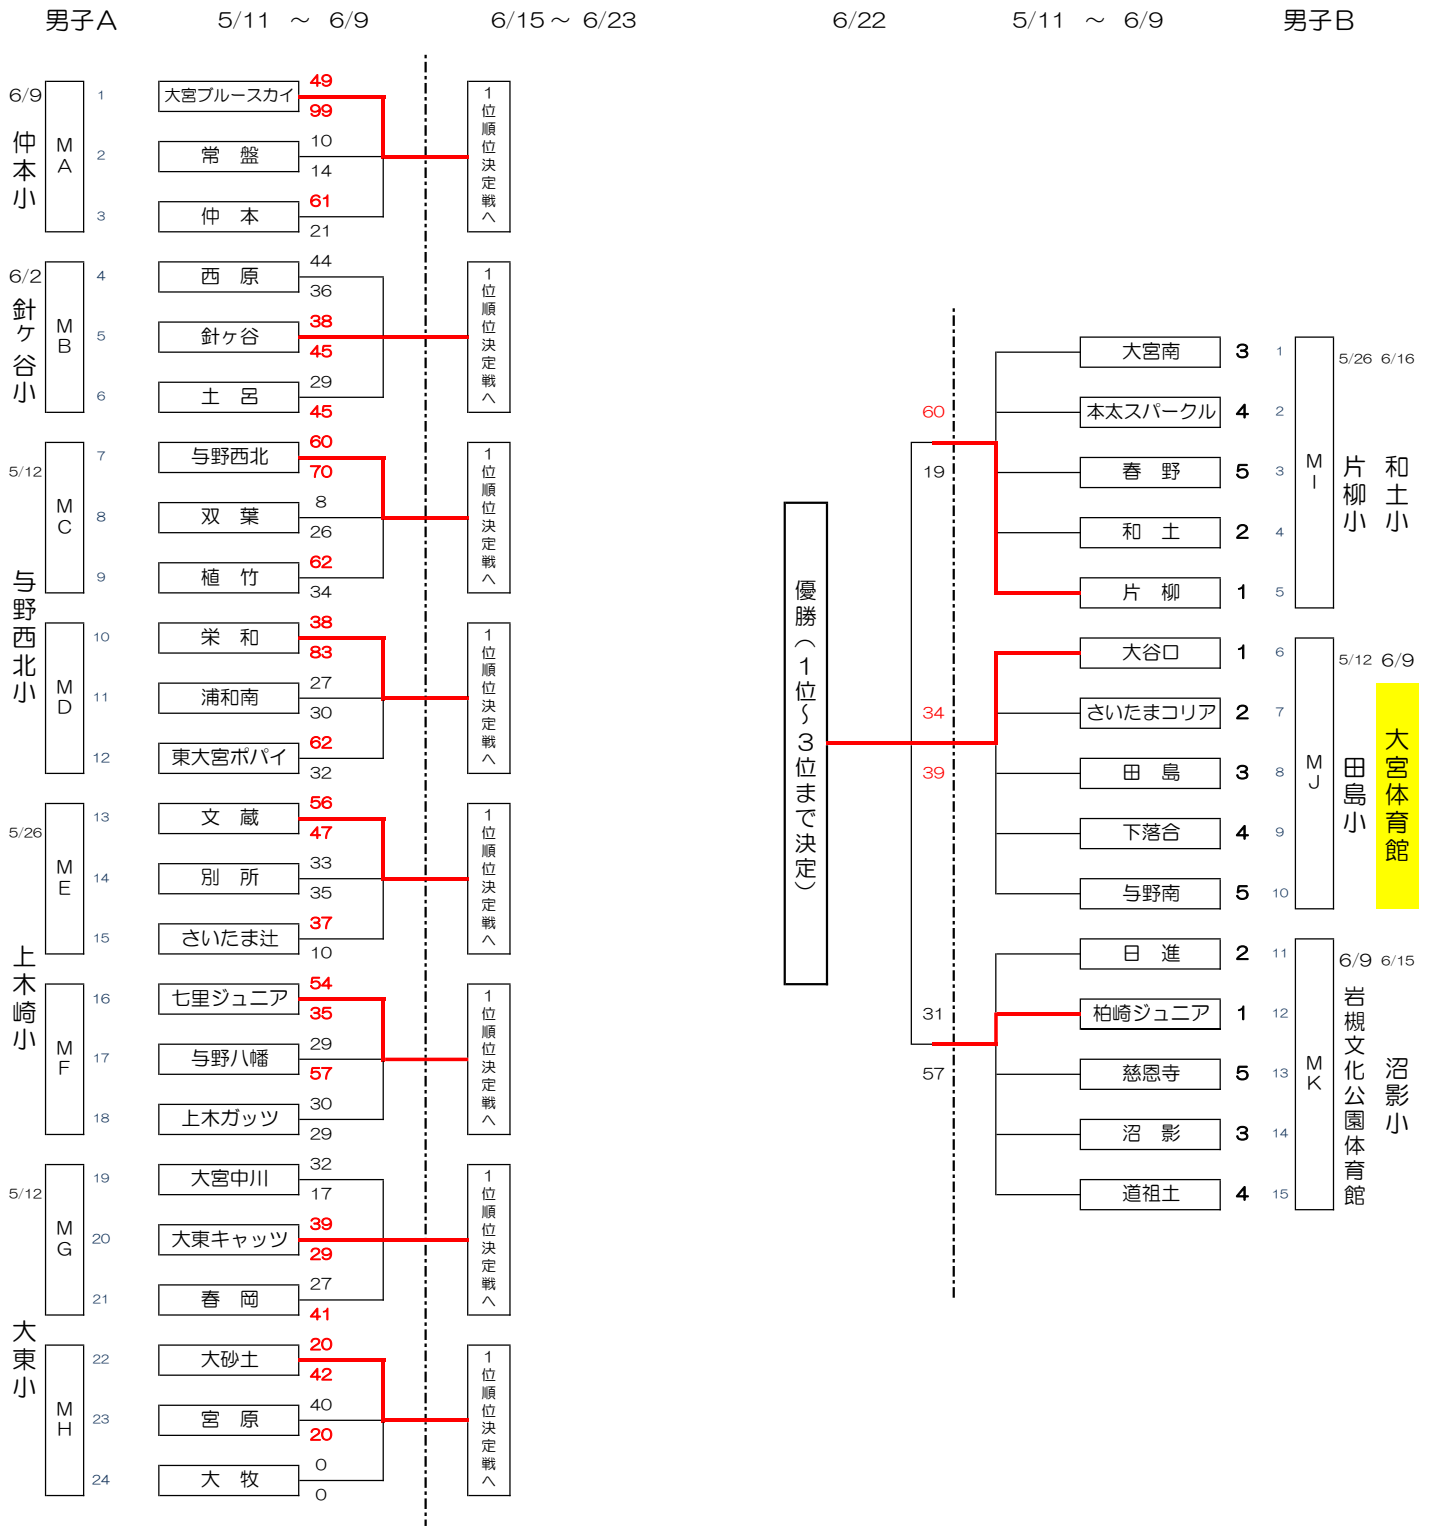 男子A 5/11 ～ 6/9 6/15～ 6/23 6/22 5/11 ～ 6/9 男子B
6/9
仲本小
MA
1 大宮ブルースカイ 49 99
2 常 盤 10 14
3 仲 本 61 21
1位順位決定戦へ
6/2
針ヶ谷小
MB
4 西 原 44 36
5 針ヶ谷 38 45
6 土 呂 29 45
1位順位決定戦へ
5/12
与野西北小
MC
7 与野西北 60 70
8 双 葉 8 26
9 植 竹 62 34
1位順位決定戦へ
MD
10 栄 和 38 83
11 浦和南 27 30
12 東大宮ポパイ 62 32
1位順位決定戦へ
5/26
上木崎小
ME
13 文 蔵 56 47
14 別 所 33 35
15 さいたま辻 37 10
1位順位決定戦へ
MF
16 七里ジュニア 54 35
17 与野八幡 29 57
18 上木ガッツ 30 29
1位順位決定戦へ
5/12
大東小
MG
19 大宮中川 32 17
20 大東キャッツ 39 29
21 春 岡 27 41
1位順位決定戦へ
MH
22 大砂土 20 42
23 宮 原 40 20
24 大 牧 0 0
1位順位決定戦へ
優勝（1位～3位まで決定）
60
19
34
39
31
57
大宮南 3 1
本太スパークル 4 2
春 野 5 3
和 土 2 4
片 柳 1 5
MI
5/26 6/16
片柳小
和土小
大谷口 1 6
さいたまコリア 2 7
田 島 3 8
下落合 4 9
与野南 5 10
MJ
5/12 6/9
田島小
大宮体育館
日 進 2 11
柏崎ジュニア 1 12
慈恩寺 5 13
沼 影 3 14
道祖土 4 15
MK
6/9 6/15
岩槻文化公園体育館
沼影小